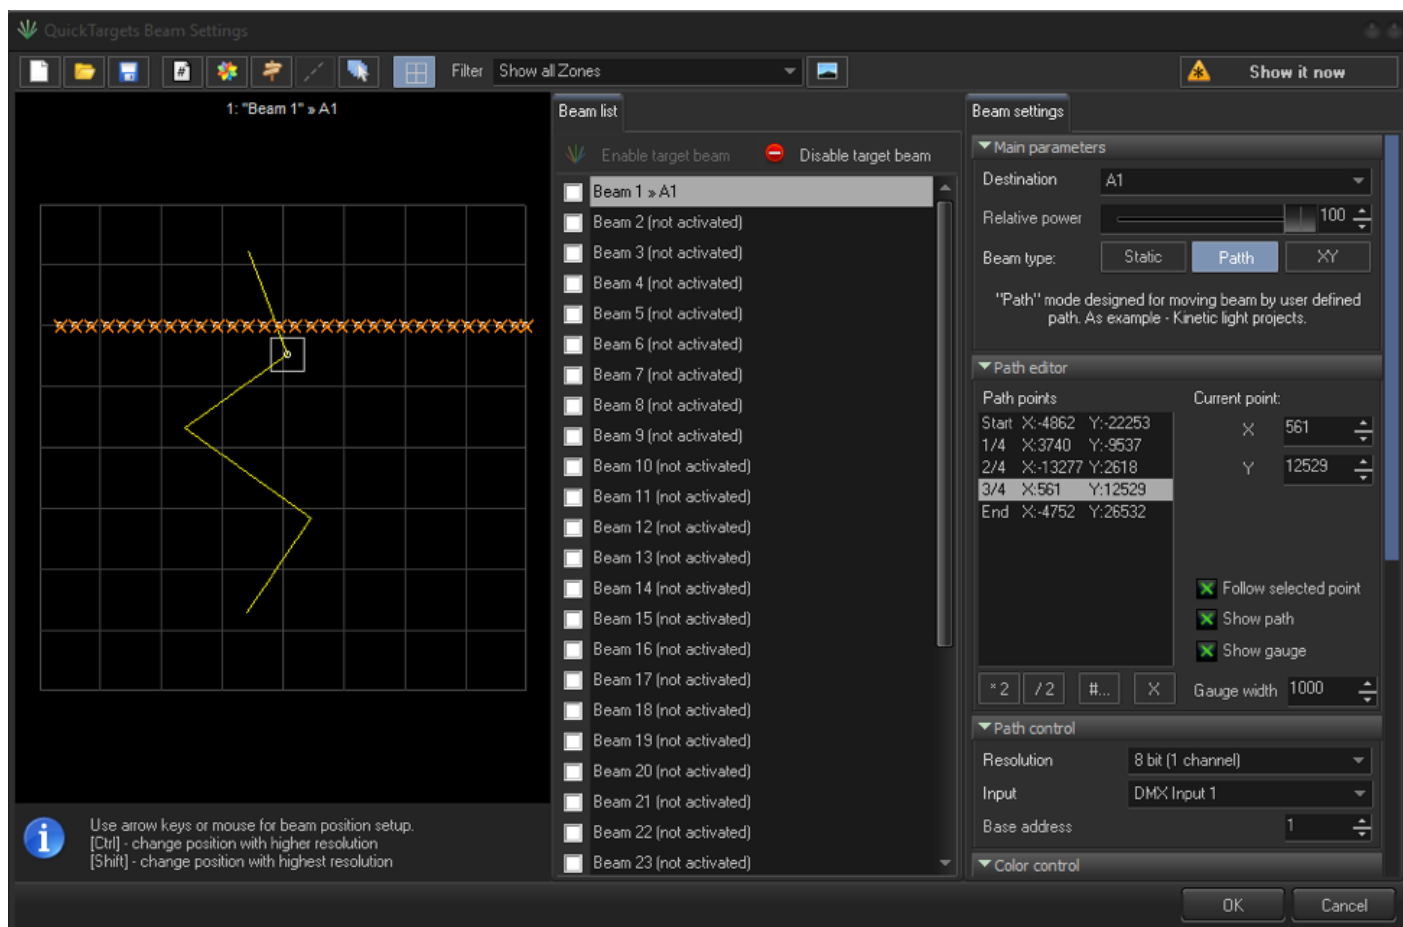 QuickTargets Beam Settings
#
Filter
Show all Zones
Show it now
1: "Beam 1" » A1
Beam list
Enable target beam
Disable target beam
Beam 1 » A1
Beam 2 (not activated)
Beam 3 (not activated)
Beam 4 (not activated)
Beam 5 (not activated)
Beam 6 (not activated)
Beam 7 (not activated)
Beam 8 (not activated)
Beam 9 (not activated)
Beam 10 (not activated)
Beam 11 (not activated)
Beam 12 (not activated)
Beam 13 (not activated)
Beam 14 (not activated)
Beam 15 (not activated)
Beam 16 (not activated)
Beam 17 (not activated)
Beam 18 (not activated)
Beam 19 (not activated)
Beam 20 (not activated)
Beam 21 (not activated)
Beam 22 (not activated)
Beam 23 (not activated)
Use arrow keys or mouse for beam position setup.
[Ctrl] - change position with higher resolution
[Shift] - change position with highest resolution
Beam settings
Main parameters
Destination A1
Relative power 100
Beam type: Static Patth XY
"Path" mode designed for moving beam by user defined
path. As example - Kinetic light projects.
Path editor
Path points
Start X:-4862 Y:-22253
1/4 X:3740 Y:-9537
2/4 X:-13277 Y:2618
3/4 X:561 Y:12529
End X:-4752 Y:26532
Current point:
X 561
Y 12529
Follow selected point
Show path
Show gauge
*2 /2 #... X
Gauge width 1000
Path control
Resolution 8 bit (1 channel)
Input DMX Input 1
Base address 1
Color control
OK Cancel